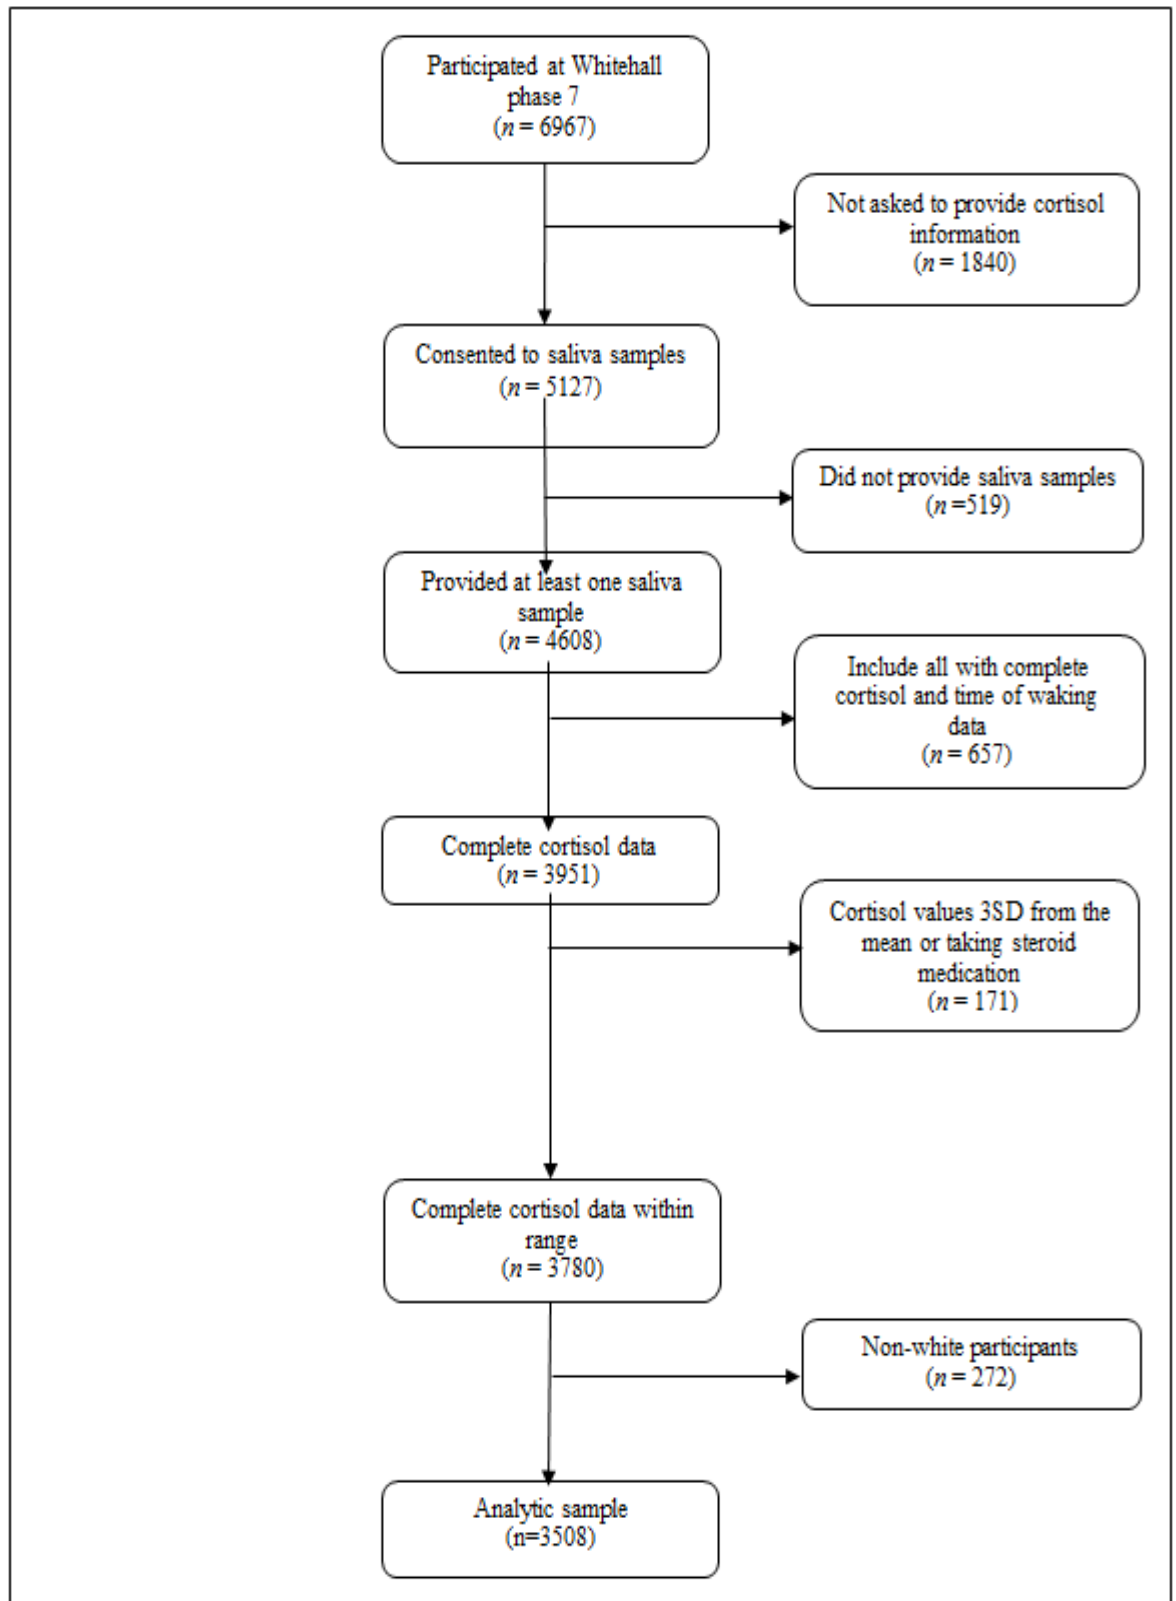 Participated at Whitehall
phase 7
(n = 6967)
Not asked to provide cortisol
information
(n = 1840)
Consented to saliva samples
(n = 5127)
Did not provide saliva samples
(n =519)
Provided at least one saliva
sample
(n = 4608)
Include all with complete
cortisol and time of waking
data
(n = 657)
Complete cortisol data
(n = 3951)
Cortisol values 3SD from the
mean or taking steroid
medication
(n = 171)
Complete cortisol data within
range
(n = 3780)
Non-white participants
(n = 272)
Analytic sample
(n=3508)